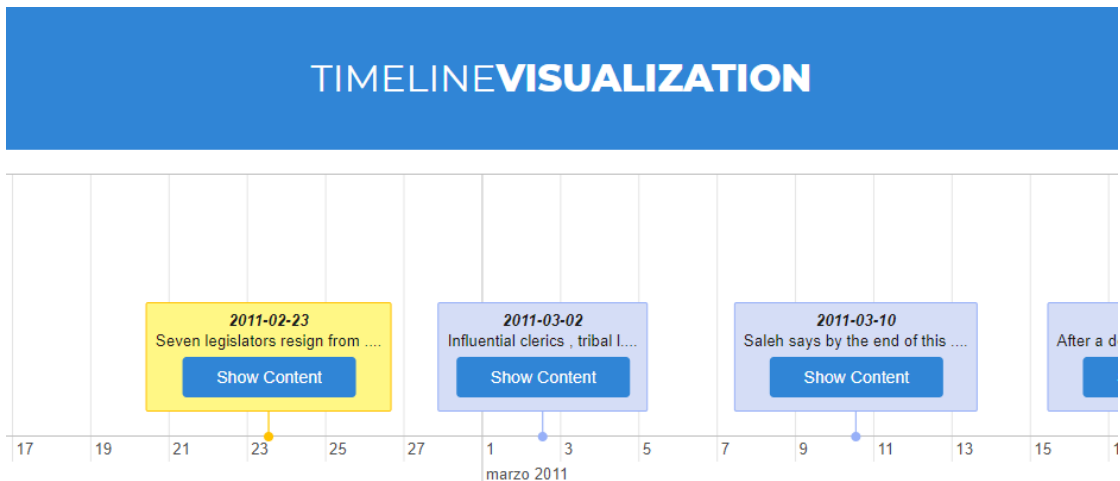 TIMELINEVISUALIZATION
2011-02-23
Seven legislators resign from ....
Show Content
2011-03-02
Influential clerics , tribal l....
Show Content
2011-03-10
Saleh says by the end of this ....
Show Content
After a d
17 19 21 23 25 27 1 3 5 7 9 11 13 15
marzo 2011